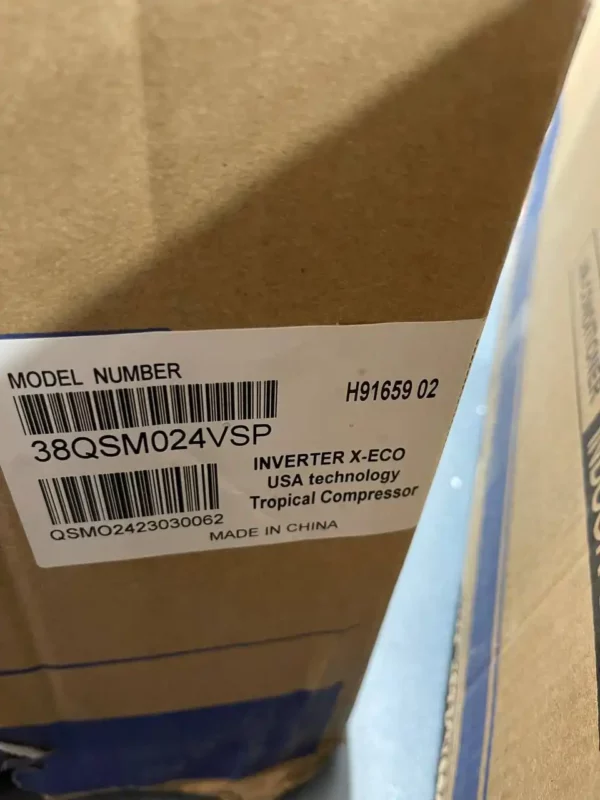 MODEL NUMBER
H91659 02
38QSM024VSP
INVERTER X-ECO
USA technology
Tropical Compressor
QSMO2423030062
MADE IN CHINA